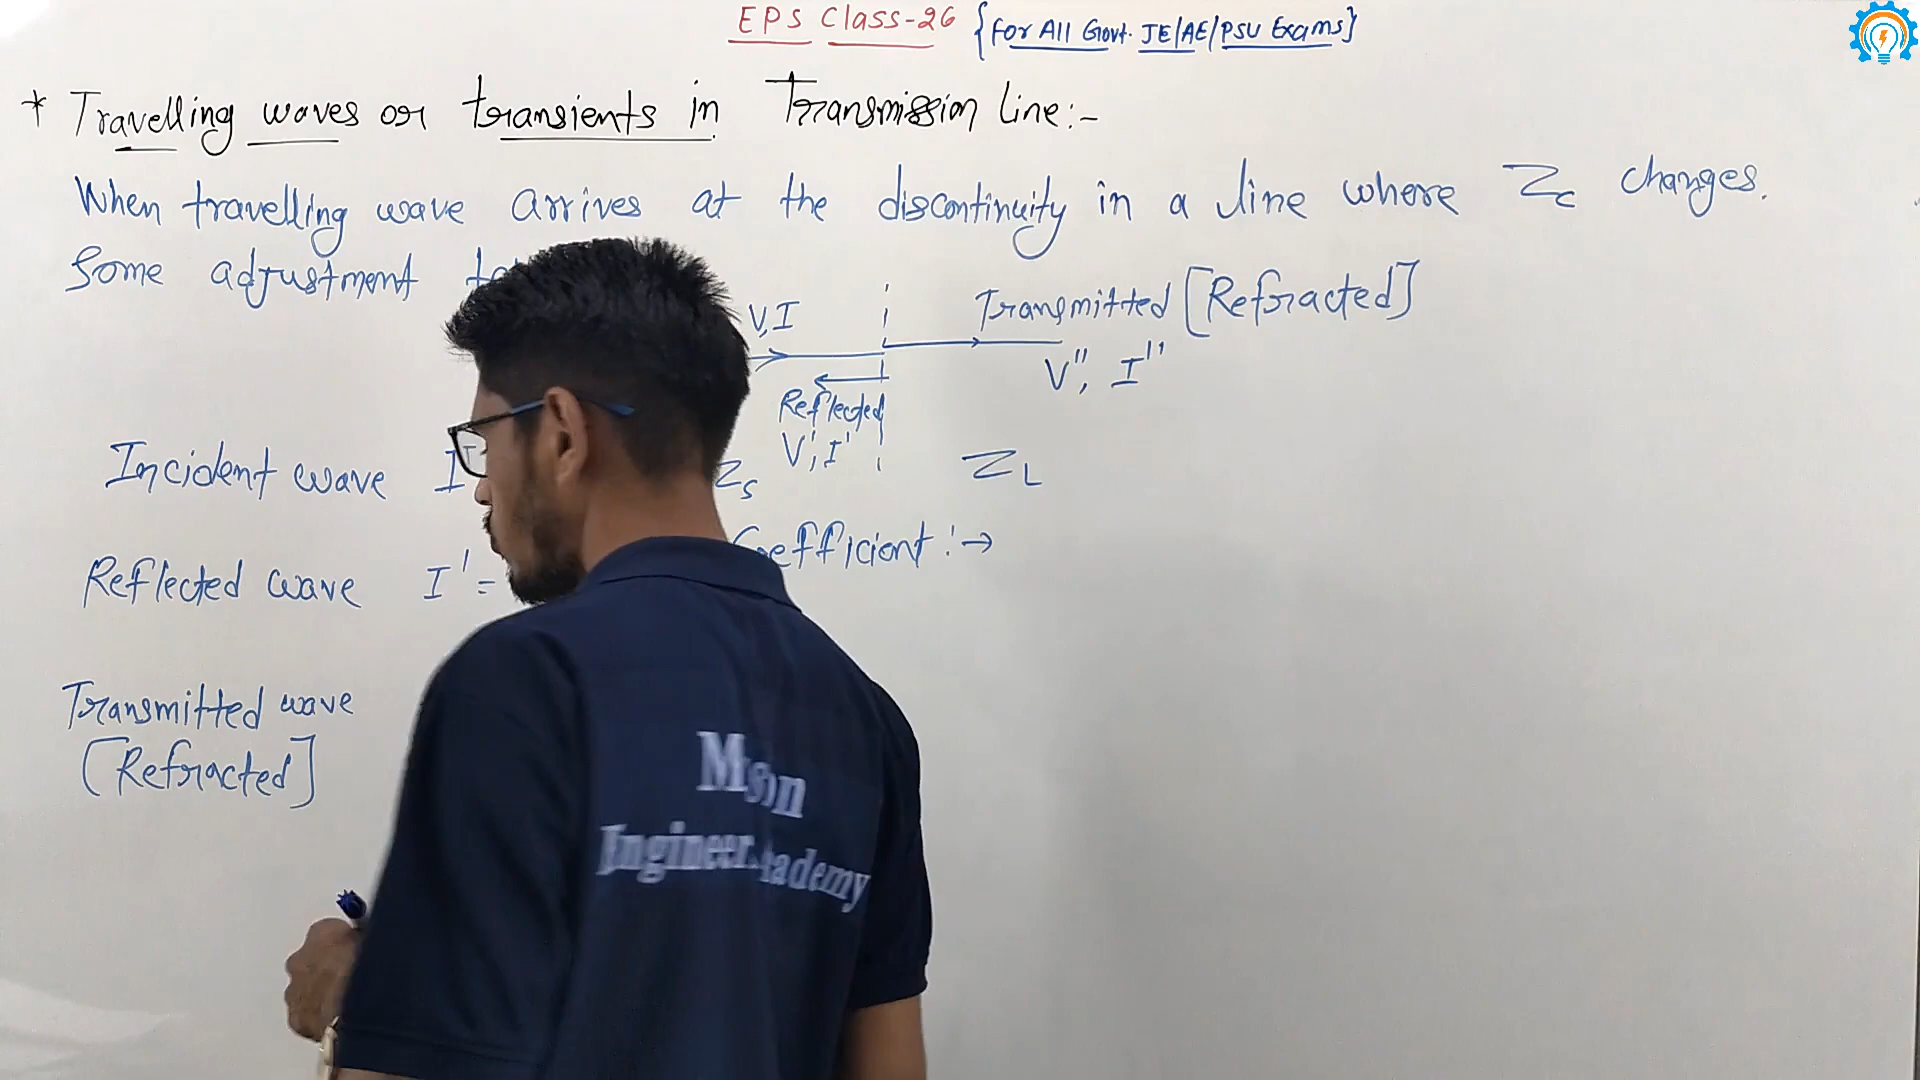 EPS Class-26 {For All Govt. JE/AE/PSU Exams}
* Travelling waves or transients in Transmission line:-
When travelling wave arrives at the discontinuity in a line where Zc changes.
Some adjustment
V,I
Transmitted [Refracted]
V'', I''
Reflected
V', I'
Incident wave I
Zs
ZL
Coefficient :→
Reflected wave I' =
Transmitted wave
[Refracted]
Engineer